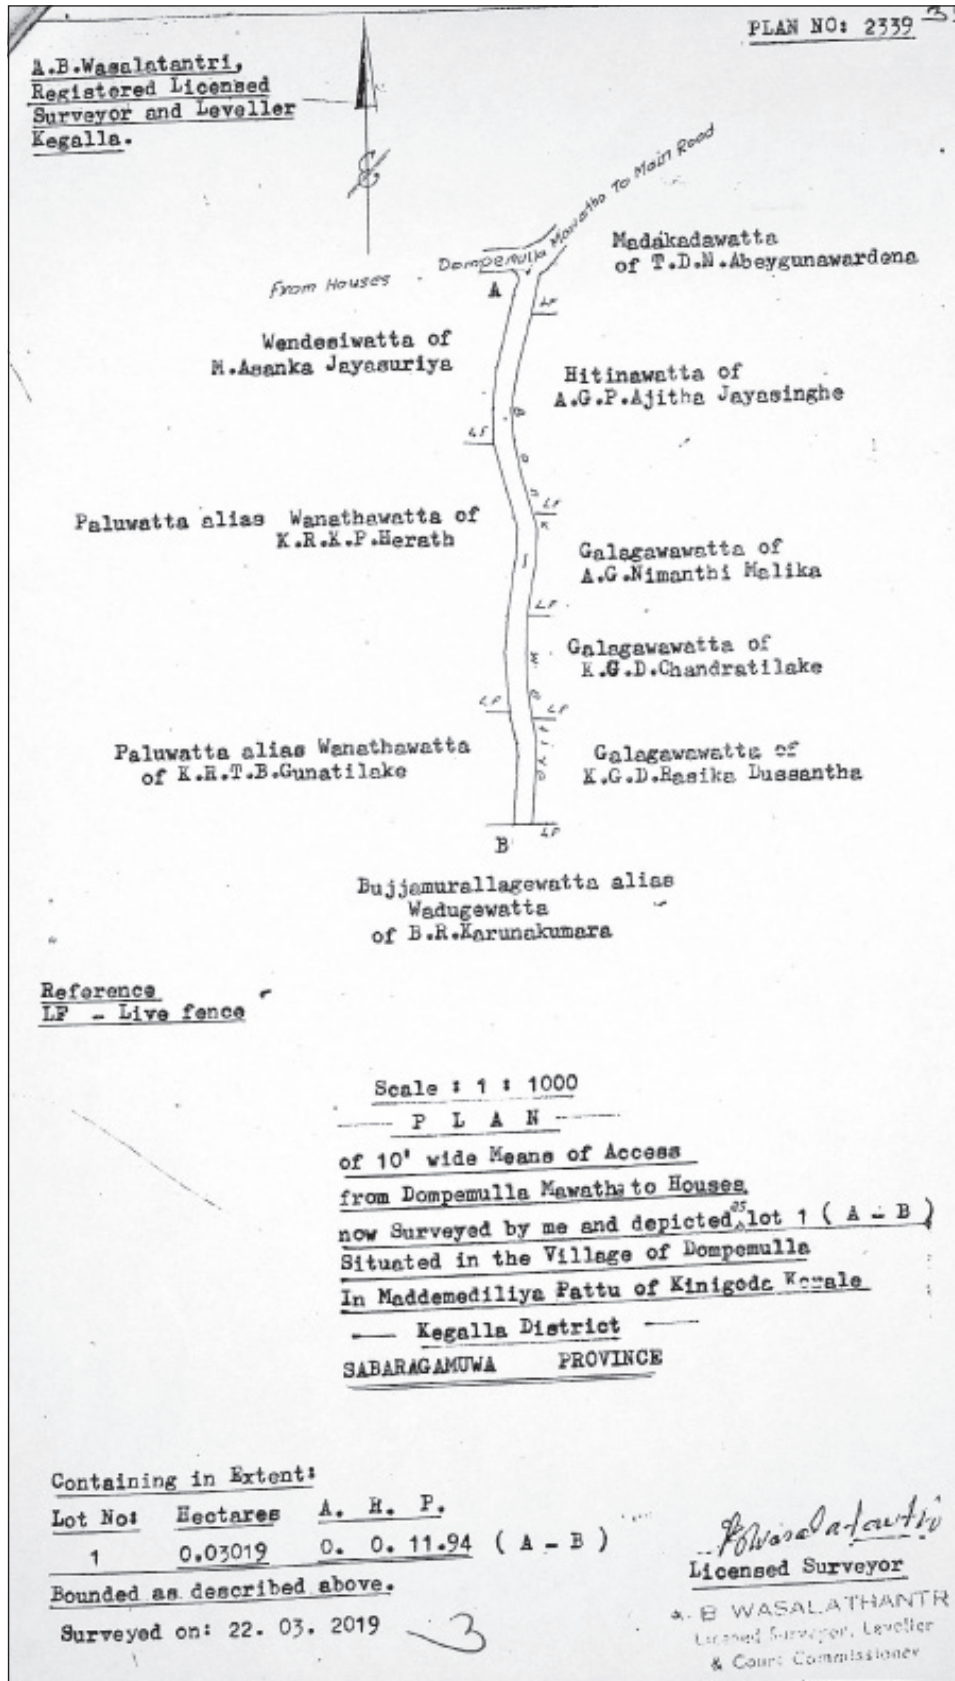 PLAN NO: 2339
A.B.Wasalatantri,
Registered Licensed
Surveyor and Leveller
Kegalla.
Dompemulla Mawatha To Main Road
From Houses
A
Madakadawatta
of T.D.N.Abeygunawardena
LF
Wendesiwatta of
M.Asanka Jayasuriya
Hitinawatta of
A.G.P.Ajitha Jayasinghe
LF
LF
Paluwatta alias Wanathawatta of
K.R.K.P.Herath
Galagawawatta of
A.G.Nimanthi Malika
LF
Galagawawatta of
K.G.D.Chandratilake
LF
LF
Paluwatta alias Wanathawatta
of K.R.T.B.Gunatilake
Galagawawatta of
K.G.D.Rasika Dussantha
LF
B
Bujjamurallagewatta alias
Wadugewatta
of B.R.Karunakumara
Reference
LF - Live fence
Scale : 1 : 1000
P L A N
of 10' wide Means of Access
from Dompemulla Mawatha to Houses
now Surveyed by me and depicted as lot 1 ( A - B )
Situated in the Village of Dompemulla
In Maddemediliya Pattu of Kinigoda Korale
Kegalla District
SABARAGAMUWA PROVINCE
Containing in Extent:
Lot No: Hectares A. R. P.
1 0.03019 0. 0. 11.94 ( A - B )
Bounded as described above.
Surveyed on: 22. 03. 2019
3
Licensed Surveyor
A. B WASALATHANTR
Licensed Surveyor, Leveller
& Court Commissioner